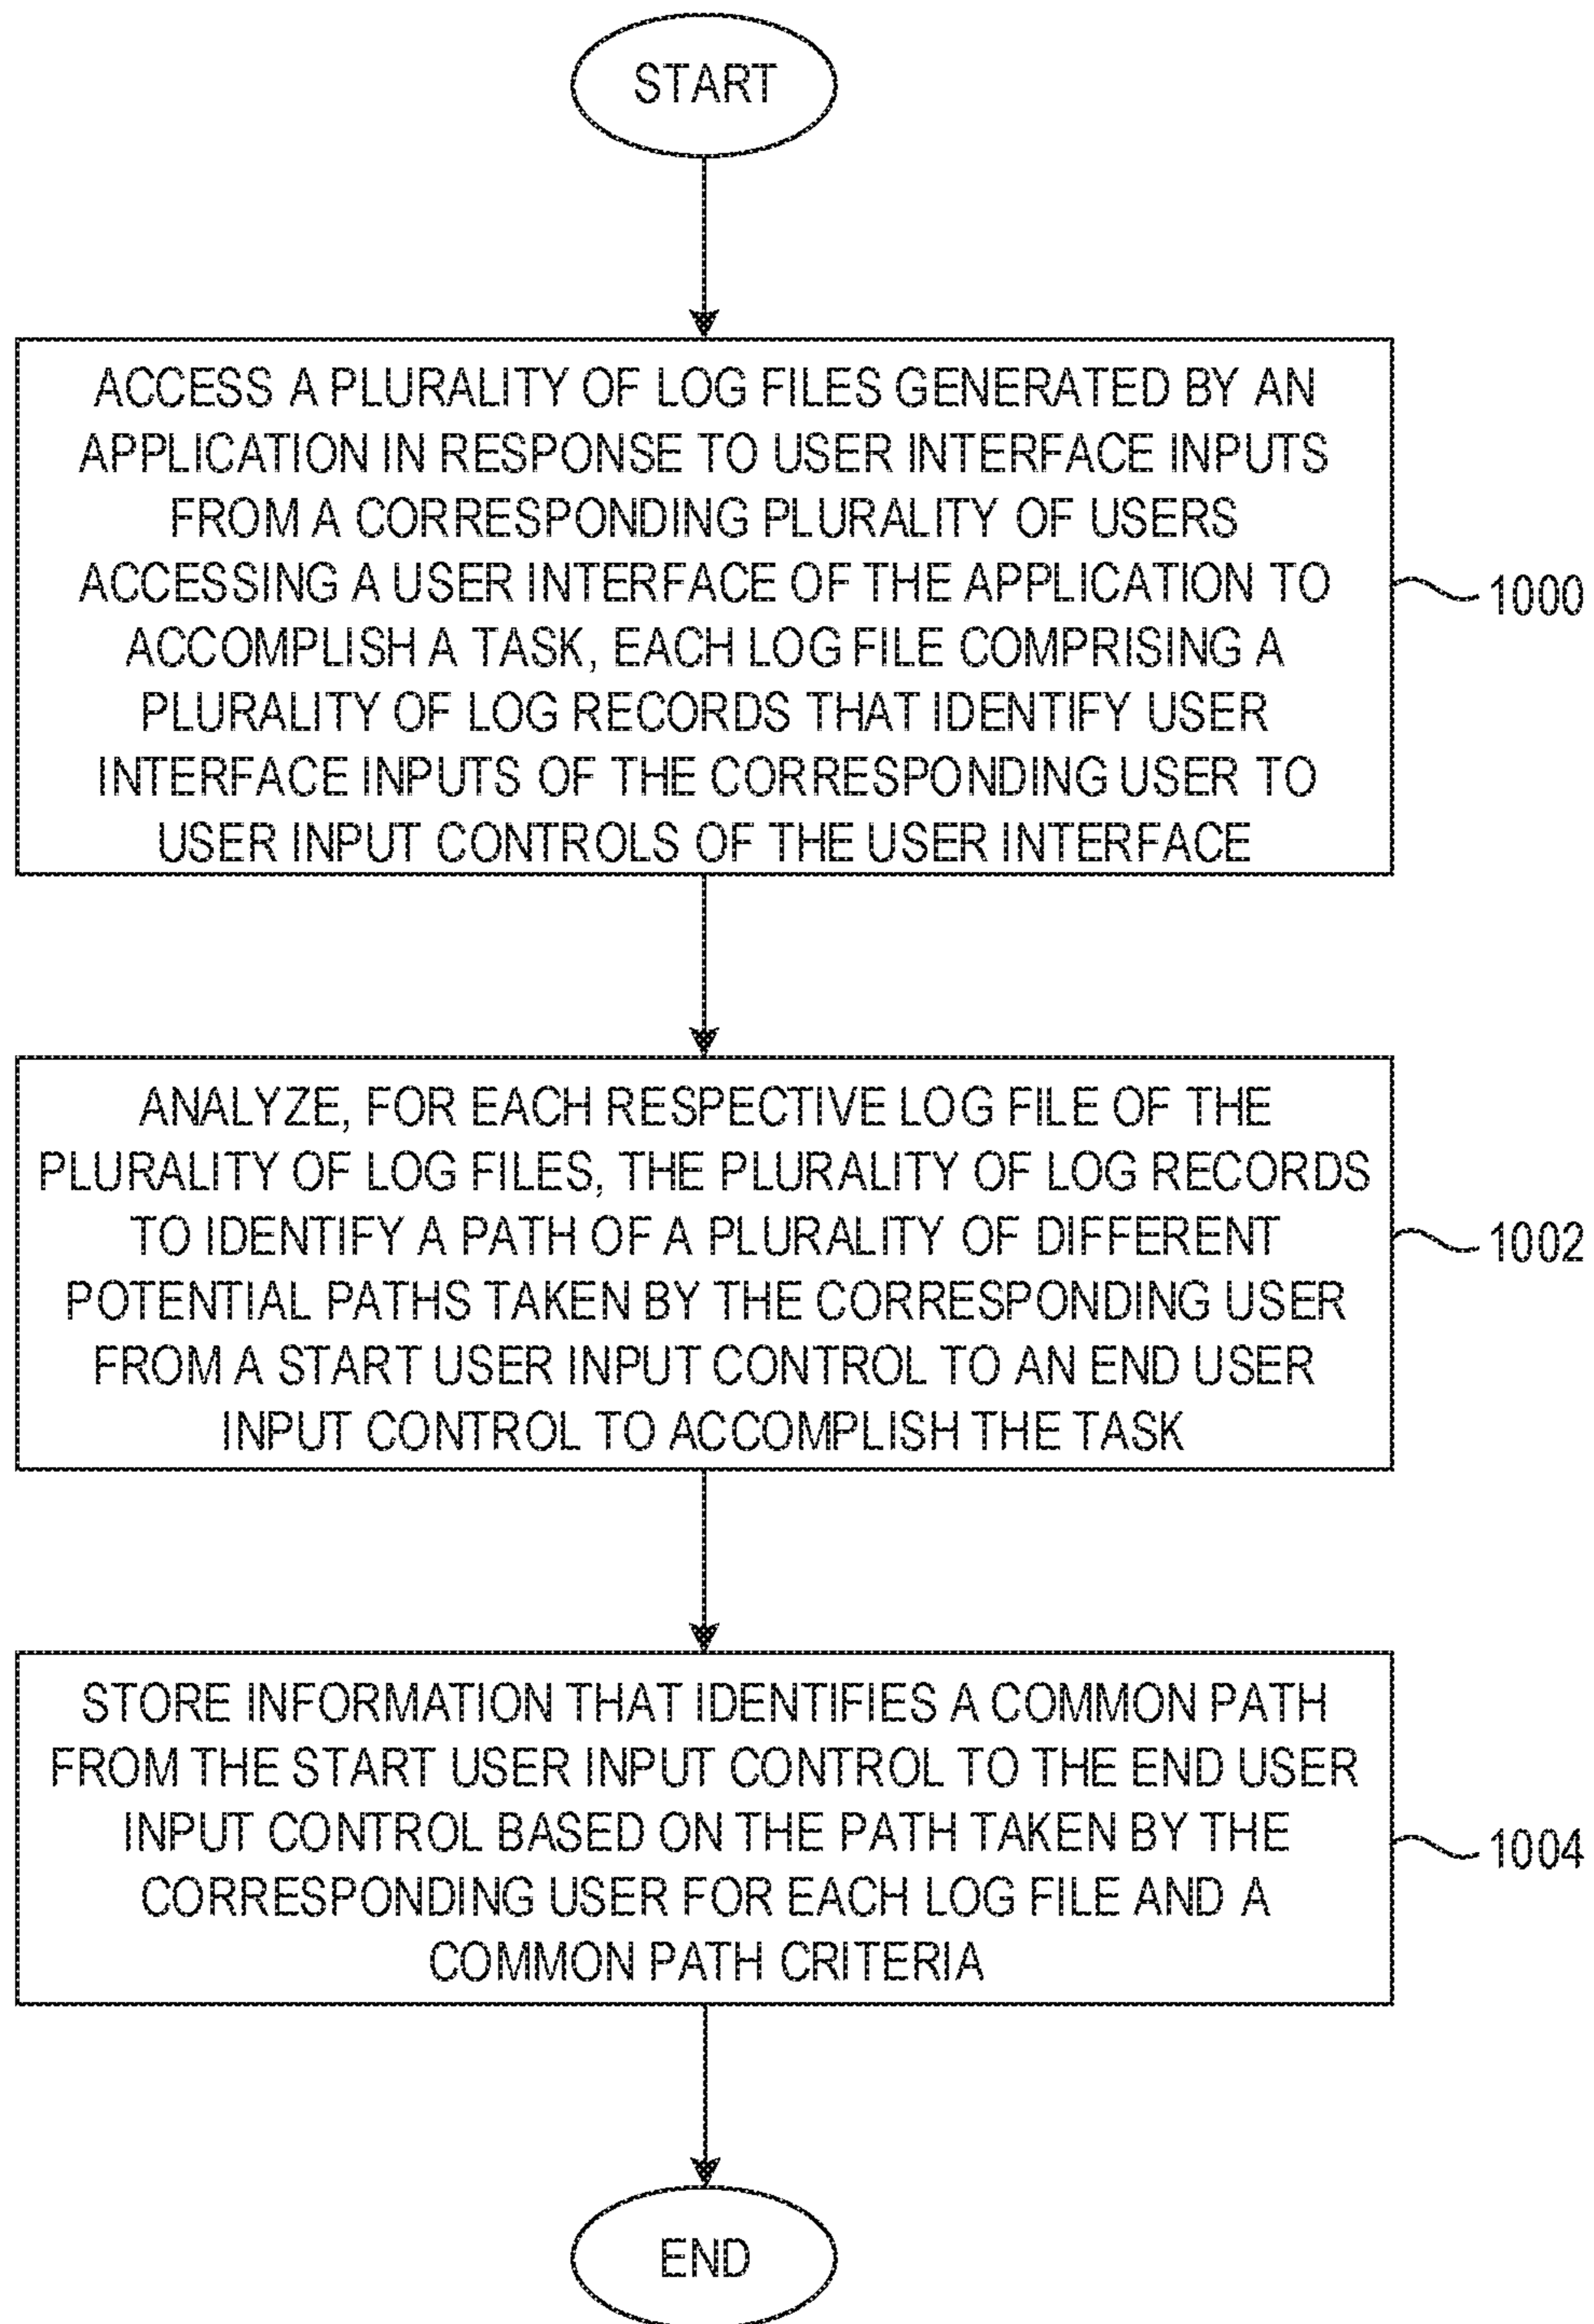 START
ACCESS A PLURALITY OF LOG FILES GENERATED BY AN
APPLICATION IN RESPONSE TO USER INTERFACE INPUTS
FROM A CORRESPONDING PLURALITY OF USERS
ACCESSING A USER INTERFACE OF THE APPLICATION TO
ACCOMPLISH A TASK, EACH LOG FILE COMPRISING A
PLURALITY OF LOG RECORDS THAT IDENTIFY USER
INTERFACE INPUTS OF THE CORRESPONDING USER TO
USER INPUT CONTROLS OF THE USER INTERFACE
1000
ANALYZE, FOR EACH RESPECTIVE LOG FILE OF THE
PLURALITY OF LOG FILES, THE PLURALITY OF LOG RECORDS
TO IDENTIFY A PATH OF A PLURALITY OF DIFFERENT
POTENTIAL PATHS TAKEN BY THE CORRESPONDING USER
FROM A START USER INPUT CONTROL TO AN END USER
INPUT CONTROL TO ACCOMPLISH THE TASK
1002
STORE INFORMATION THAT IDENTIFIES A COMMON PATH
FROM THE START USER INPUT CONTROL TO THE END USER
INPUT CONTROL BASED ON THE PATH TAKEN BY THE
CORRESPONDING USER FOR EACH LOG FILE AND A
COMMON PATH CRITERIA
1004
END